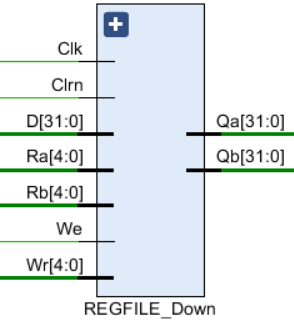 Clk
Clrn
D[31:0]
Qa[31:0]
Ra[4:0]
Qb[31:0]
Rb[4:0]
We
Wr[4:0]
REGFILE_Down